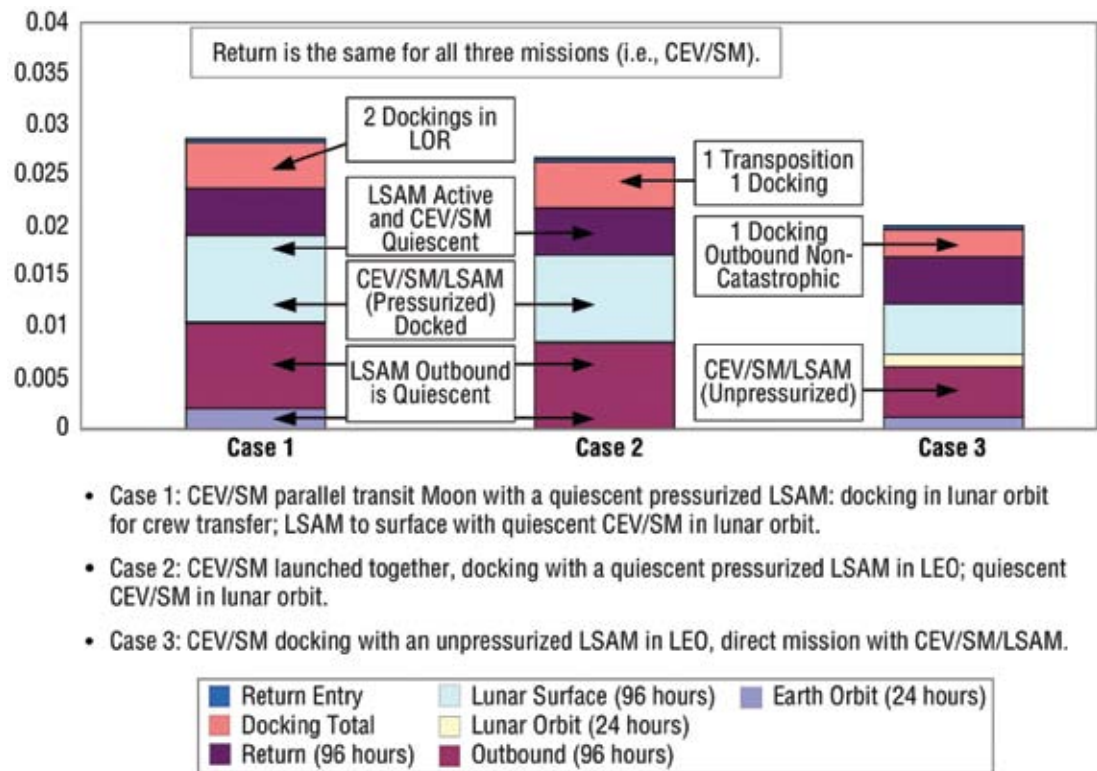 0.04
0.035
0.03
0.025
0.02
0.015
0.01
0.005
0
Return is the same for all three missions (i.e., CEV/SM).
2 Dockings in
LOR
LSAM Active
and CEV/SM
Quiescent
CEV/SM/LSAM
(Pressurized)
Docked
LSAM Outbound
is Quiescent
1 Transposition
1 Docking
1 Docking
Outbound Non-
Catastrophic
CEV/SM/LSAM
(Unpressurized)
Case 1
Case 2
Case 3
• Case 1: CEV/SM parallel transit Moon with a quiescent pressurized LSAM: docking in lunar orbit
for crew transfer; LSAM to surface with quiescent CEV/SM in lunar orbit.
• Case 2: CEV/SM launched together, docking with a quiescent pressurized LSAM in LEO; quiescent
CEV/SM in lunar orbit.
• Case 3: CEV/SM docking with an unpressurized LSAM in LEO, direct mission with CEV/SM/LSAM.
Return Entry
Docking Total
Return (96 hours)
Lunar Surface (96 hours)
Lunar Orbit (24 hours)
Outbound (96 hours)
Earth Orbit (24 hours)